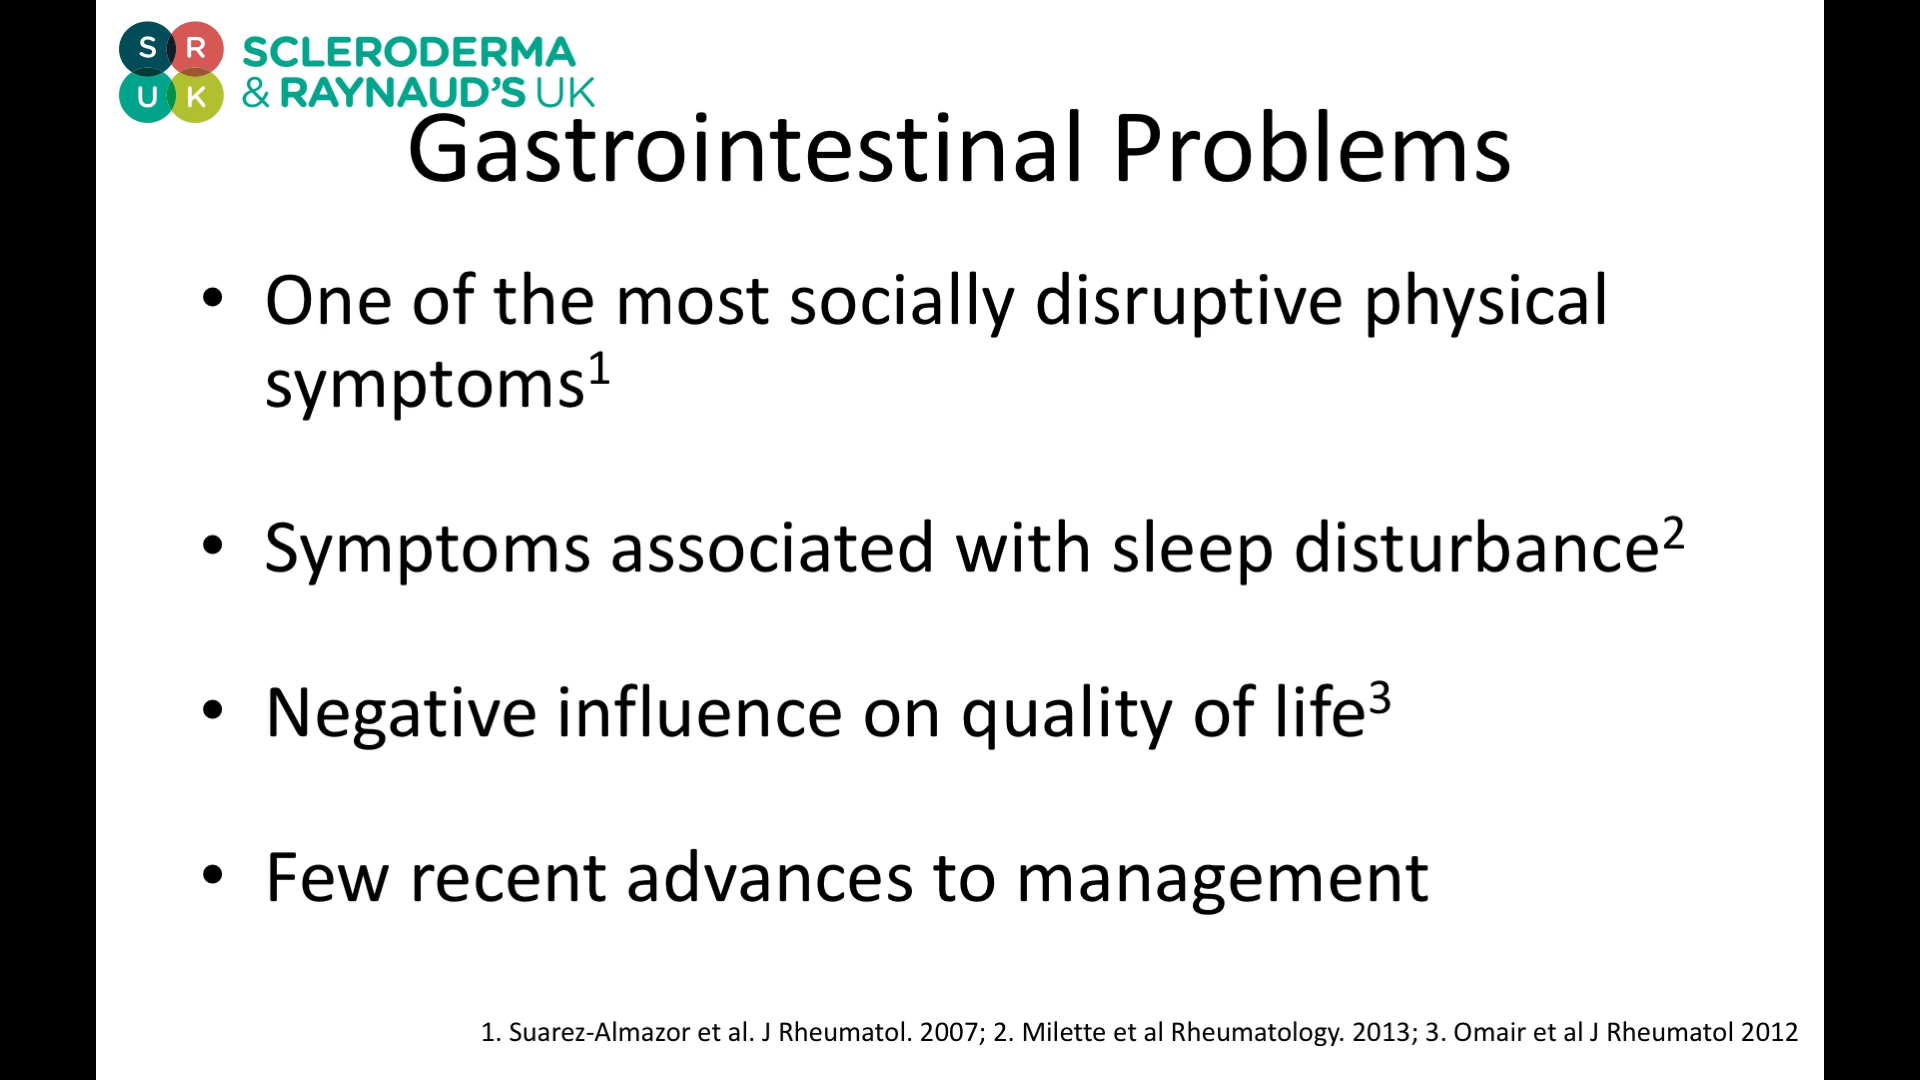 S R
U K
SCLERODERMA
& RAYNAUD'S UK
Gastrointestinal Problems
• One of the most socially disruptive physical
symptoms¹
• Symptoms associated with sleep disturbance²
• Negative influence on quality of life³
• Few recent advances to management
1. Suarez-Almazor et al. J Rheumatol. 2007; 2. Milette et al Rheumatology. 2013; 3. Omair et al J Rheumatol 2012